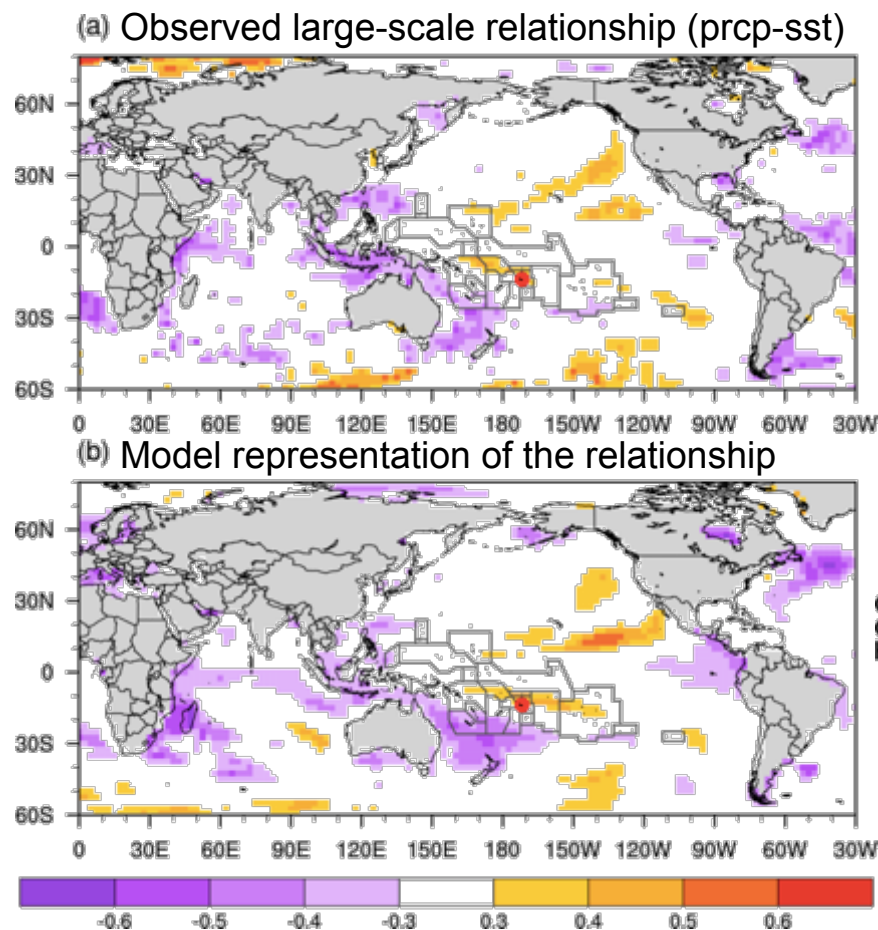 (a) Observed large-scale relationship (prcp-sst)
60N
30N
0
30S
60S
0 30E 60E 90E 120E 150E 180 150W 120W 90W 60W 30W
(b) Model representation of the relationship
60N
30N
0
30S
60S
0 30E 60E 90E 120E 150E 180 150W 120W 90W 60W 30W
-0.6 -0.5 -0.4 -0.3 0.3 0.4 0.5 0.6